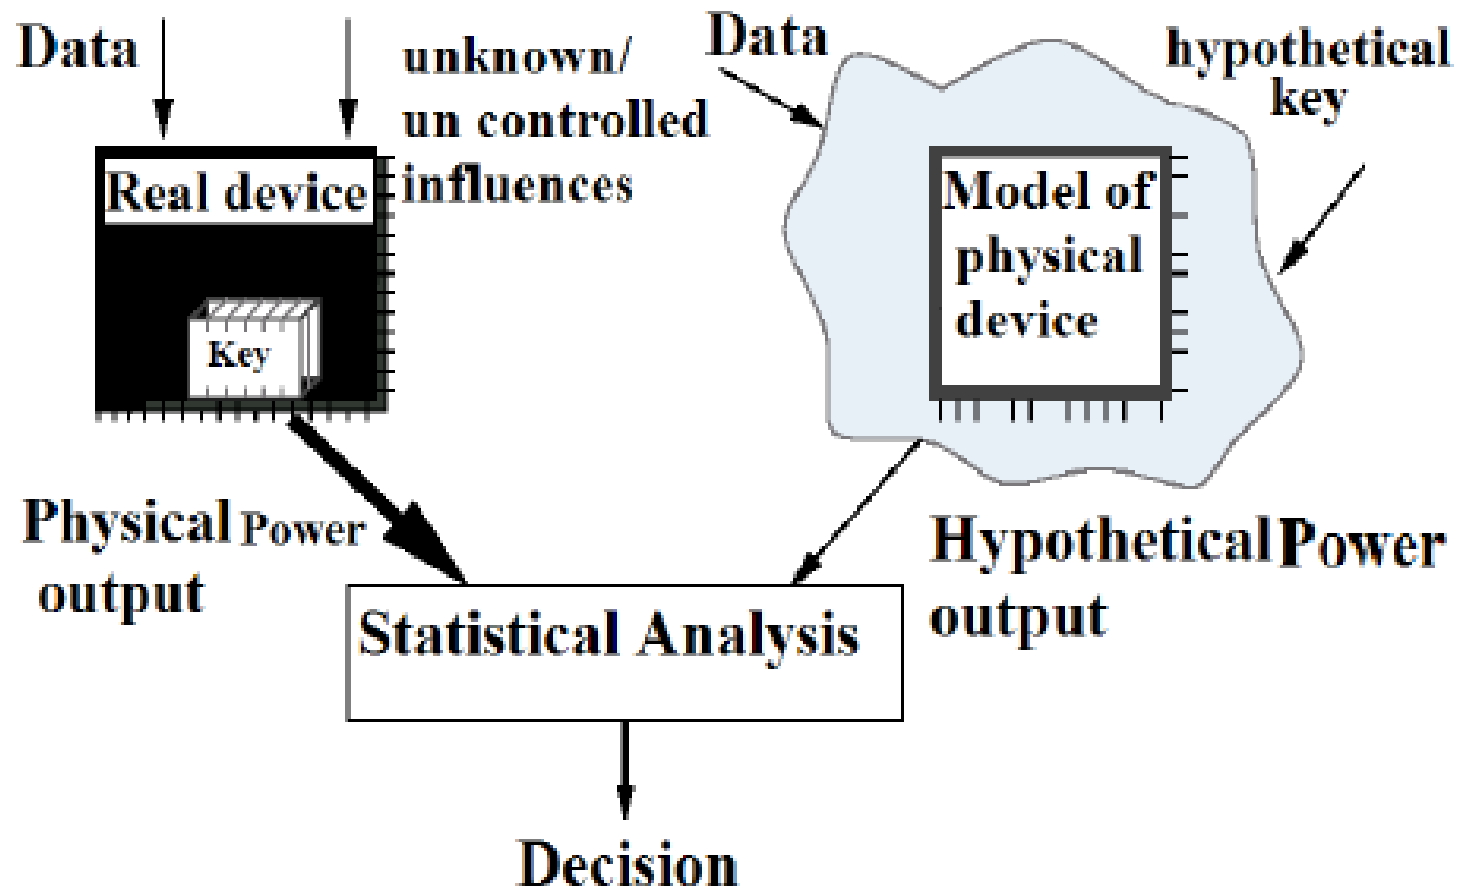 Data
unknown/
un controlled
influences
Real device
Key
Physical Power
output
Data
hypothetical
key
Model of
physical
device
Hypothetical Power
output
Statistical Analysis
Decision